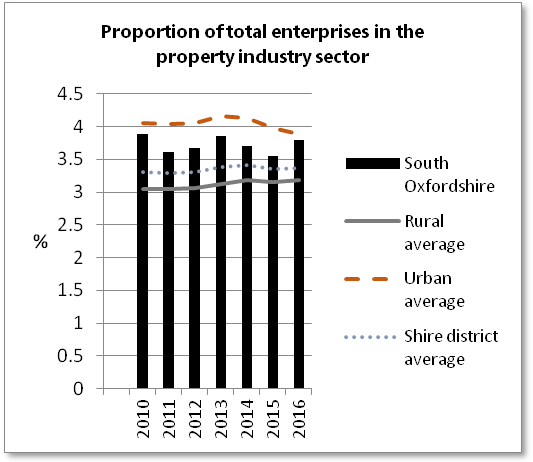 Proportion of total enterprises in the
property industry sector
4.5
4
3.5
3
2.5
2
1.5
1
0.5
0
%
2010
2011
2012
2013
2014
2015
2016
South
Oxfordshire
Rural
average
Urban
average
Shire district
average